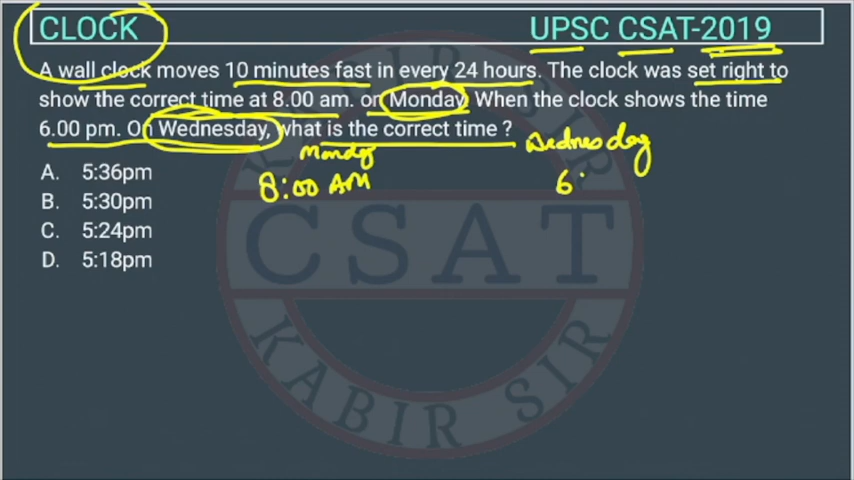 CLOCK UPSC CSAT-2019
A wall clock moves 10 minutes fast in every 24 hours. The clock was set right to
show the correct time at 8.00 am. on Monday. When the clock shows the time
6.00 pm. On Wednesday, what is the correct time ?
Monday Wednesday
A. 5:36pm
8:00 AM 6:
B. 5:30pm
C. 5:24pm
D. 5:18pm
CSAT
KABIR SIR